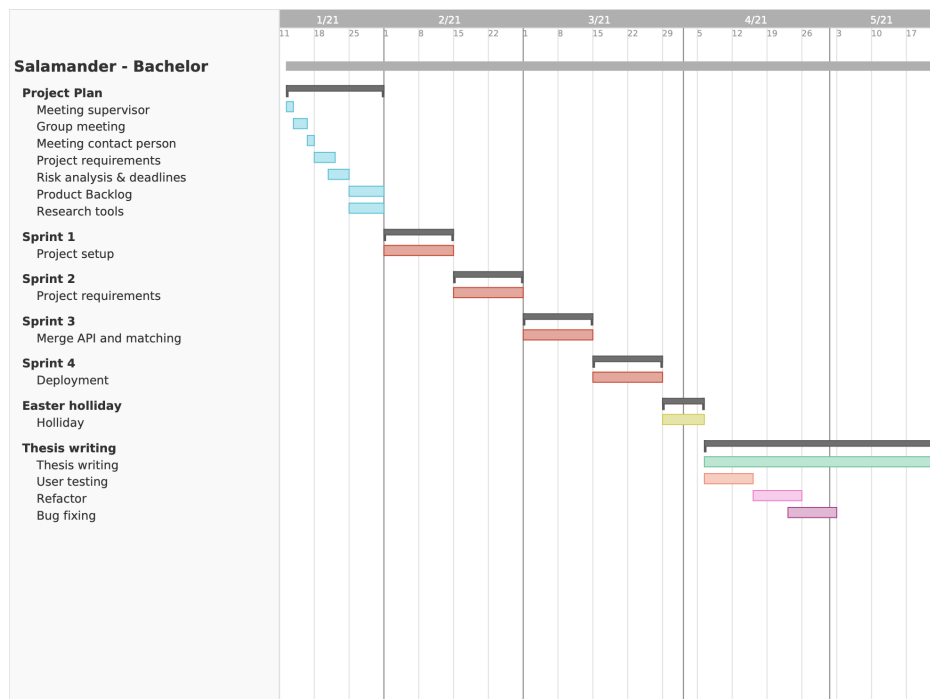 1/21 2/21 3/21 4/21 5/21
11 18 25 1 8 15 22 1 8 15 22 29 5 12 19 26 3 10 17
Salamander - Bachelor
Project Plan
Meeting supervisor
Group meeting
Meeting contact person
Project requirements
Risk analysis & deadlines
Product Backlog
Research tools
Sprint 1
Project setup
Sprint 2
Project requirements
Sprint 3
Merge API and matching
Sprint 4
Deployment
Easter holliday
Holliday
Thesis writing
Thesis writing
User testing
Refactor
Bug fixing